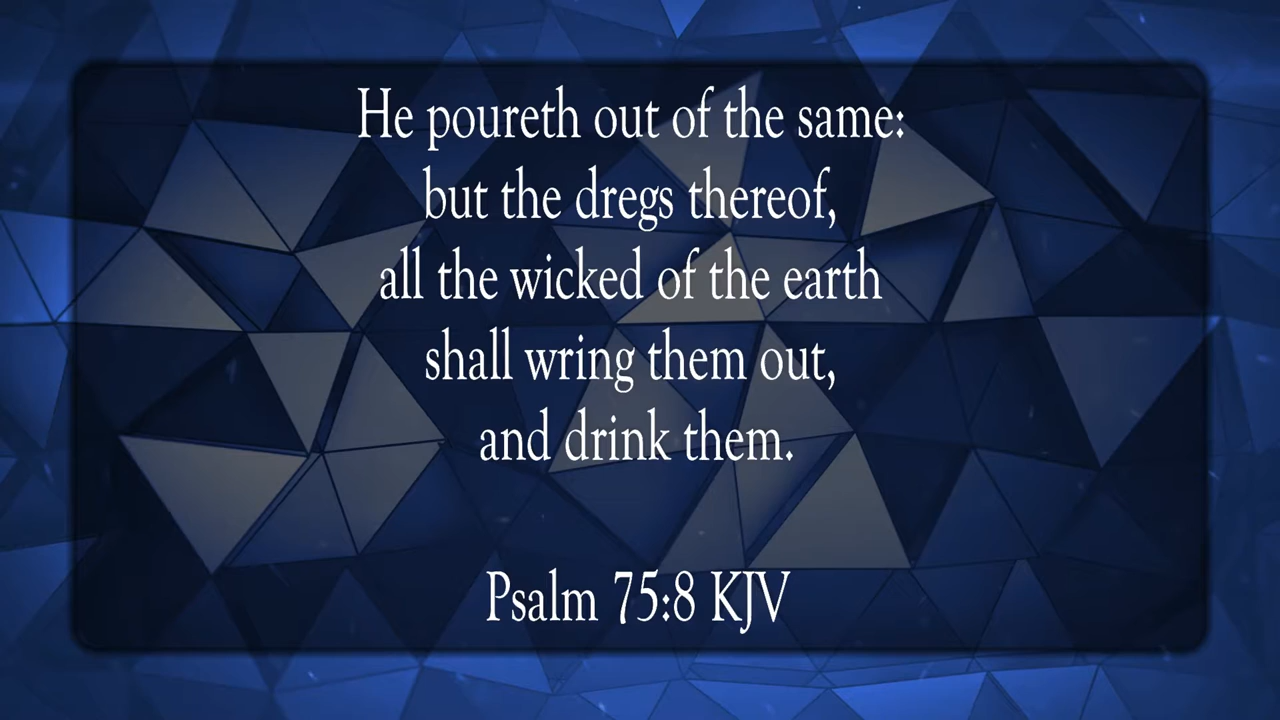 He poureth out of the same:
but the dregs thereof,
all the wicked of the earth
shall wring them out,
and drink them.
Psalm 75:8 KJV